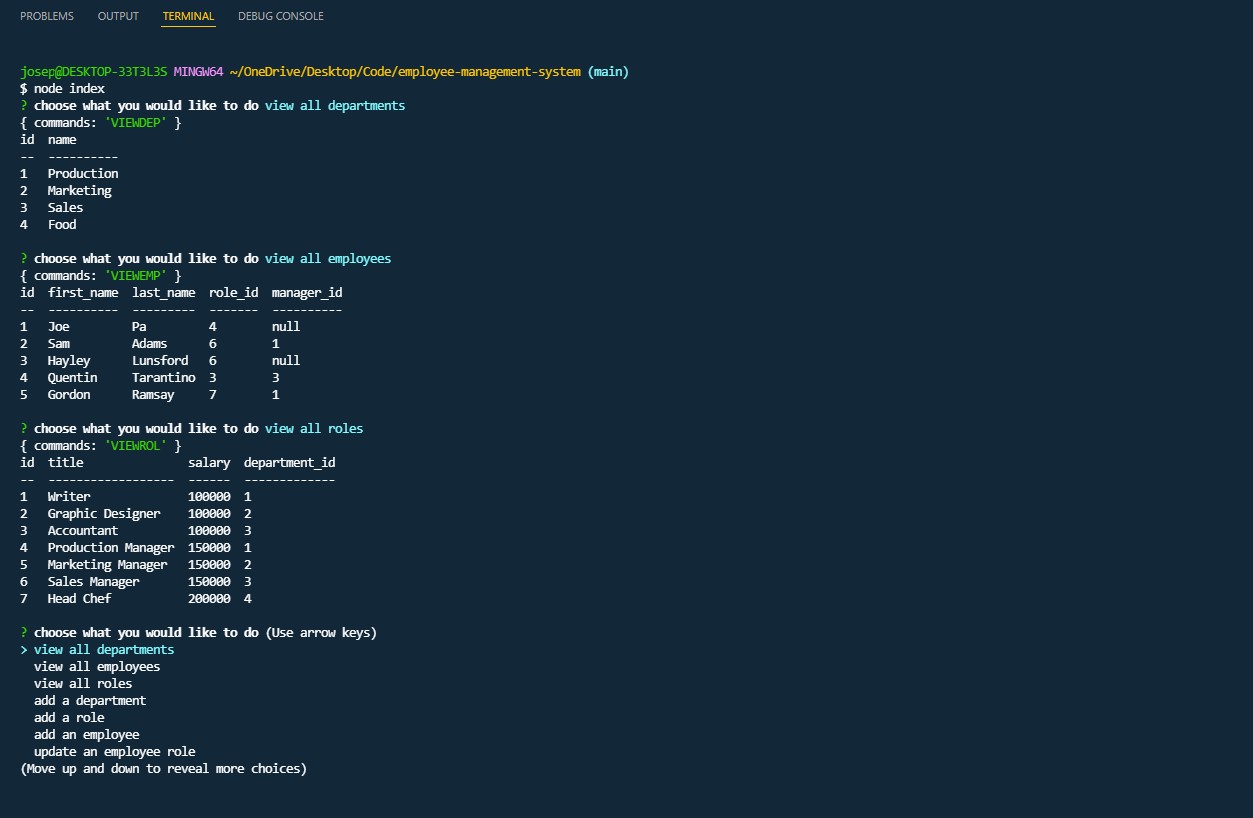 PROBLEMS OUTPUT TERMINAL DEBUG CONSOLE
josep@DESKTOP-33T3L3S MINGW64 ~/OneDrive/Desktop/Code/employee-management-system (main)
$ node index
? choose what you would like to do view all departments
{ commands: 'VIEWDEP' }
id  name
--  ----------
1   Production
2   Marketing
3   Sales
4   Food
? choose what you would like to do view all employees
{ commands: 'VIEWEMP' }
id  first_name  last_name  role_id  manager_id
--  ----------  ---------  -------  ----------
1   Joe         Pa         4        null
2   Sam         Adams      6        1
3   Hayley      Lunsford   6        null
4   Quentin     Tarantino  3        3
5   Gordon      Ramsay     7        1
? choose what you would like to do view all roles
{ commands: 'VIEWROL' }
id  title               salary  department_id
--  ------------------  ------  -------------
1   Writer              100000  1
2   Graphic Designer    100000  2
3   Accountant          100000  3
4   Production Manager  150000  1
5   Marketing Manager   150000  2
6   Sales Manager       150000  3
7   Head Chef           200000  4
? choose what you would like to do (Use arrow keys)
> view all departments
  view all employees
  view all roles
  add a department
  add a role
  add an employee
  update an employee role
(Move up and down to reveal more choices)